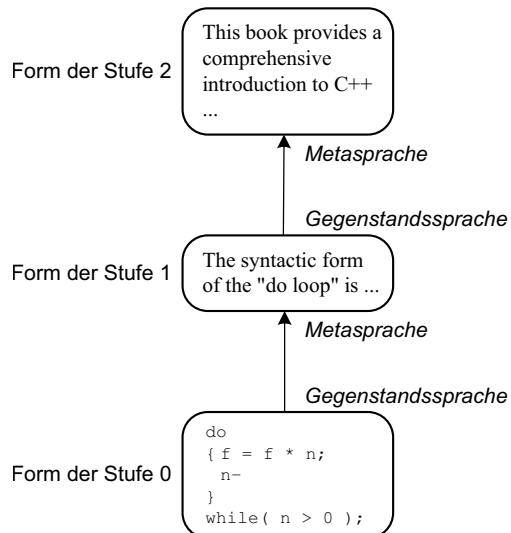 Form der Stufe 2
This book provides a
comprehensive
introduction to C++
...
Metasprache
Gegenstandssprache
Form der Stufe 1
The syntactic form
of the "do loop" is ...
Metasprache
Gegenstandssprache
Form der Stufe 0
do
{ f = f * n;
n–
}
while( n > 0 );